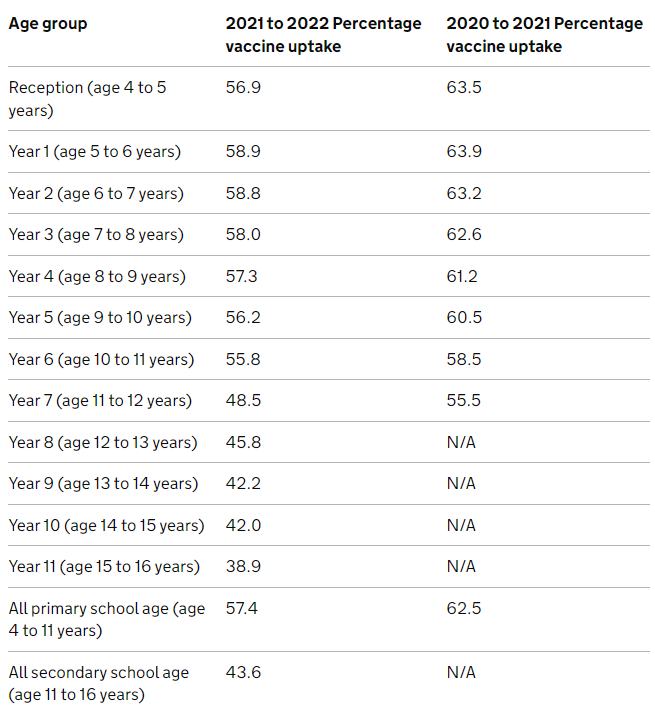 Age group 2021 to 2022 Percentage vaccine uptake 2020 to 2021 Percentage vaccine uptake
Reception (age 4 to 5 years) 56.9 63.5
Year 1 (age 5 to 6 years) 58.9 63.9
Year 2 (age 6 to 7 years) 58.8 63.2
Year 3 (age 7 to 8 years) 58.0 62.6
Year 4 (age 8 to 9 years) 57.3 61.2
Year 5 (age 9 to 10 years) 56.2 60.5
Year 6 (age 10 to 11 years) 55.8 58.5
Year 7 (age 11 to 12 years) 48.5 55.5
Year 8 (age 12 to 13 years) 45.8 N/A
Year 9 (age 13 to 14 years) 42.2 N/A
Year 10 (age 14 to 15 years) 42.0 N/A
Year 11 (age 15 to 16 years) 38.9 N/A
All primary school age (age 4 to 11 years) 57.4 62.5
All secondary school age (age 11 to 16 years) 43.6 N/A